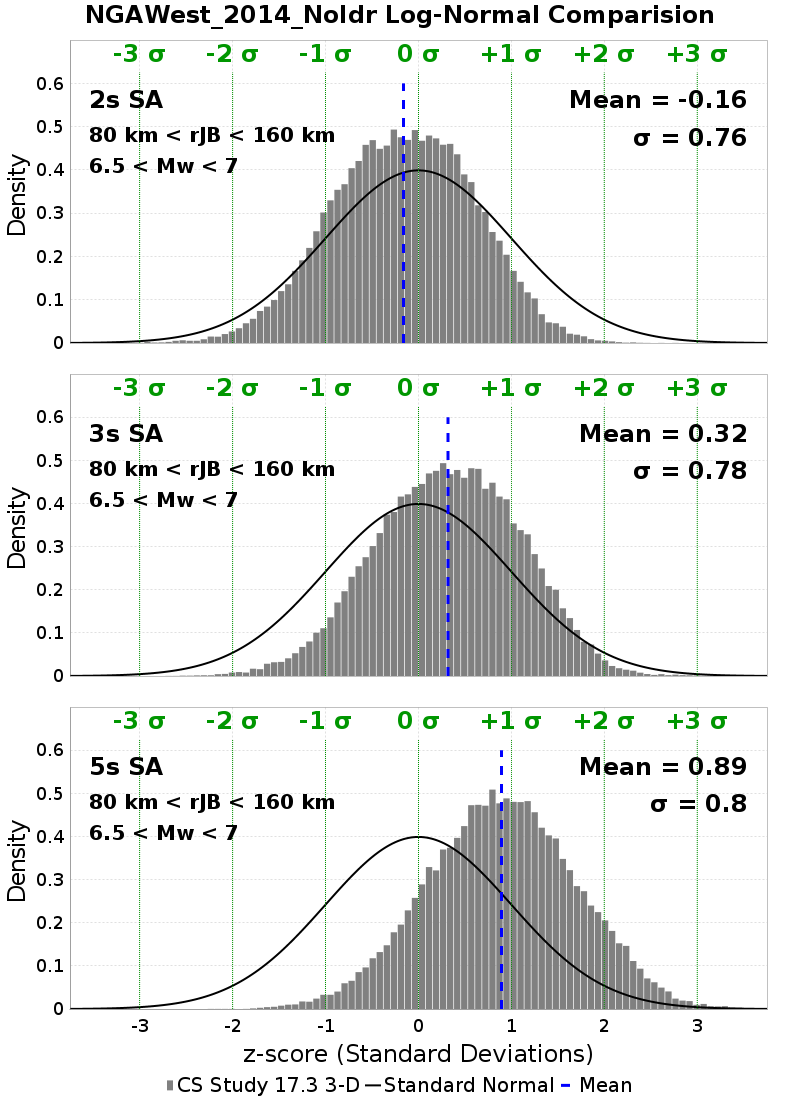 NGAWest_2014_NoIdr Log-Normal Comparision
-3 σ -2 σ -1 σ 0 σ +1 σ +2 σ +3 σ
0.6
2s SA Mean = -0.16
0.5
80 km < rJB < 160 km σ = 0.76
6.5 < Mw < 7
0.4
0.3
Density
0.2
0.1
0
-3 σ -2 σ -1 σ 0 σ +1 σ +2 σ +3 σ
0.6
3s SA Mean = 0.32
0.5
80 km < rJB < 160 km σ = 0.78
6.5 < Mw < 7
0.4
0.3
Density
0.2
0.1
0
-3 σ -2 σ -1 σ 0 σ +1 σ +2 σ +3 σ
0.6
5s SA Mean = 0.89
0.5
80 km < rJB < 160 km σ = 0.8
6.5 < Mw < 7
0.4
0.3
Density
0.2
0.1
0
-3 -2 -1 0 1 2 3
z-score (Standard Deviations)
CS Study 17.3 3-D Standard Normal Mean